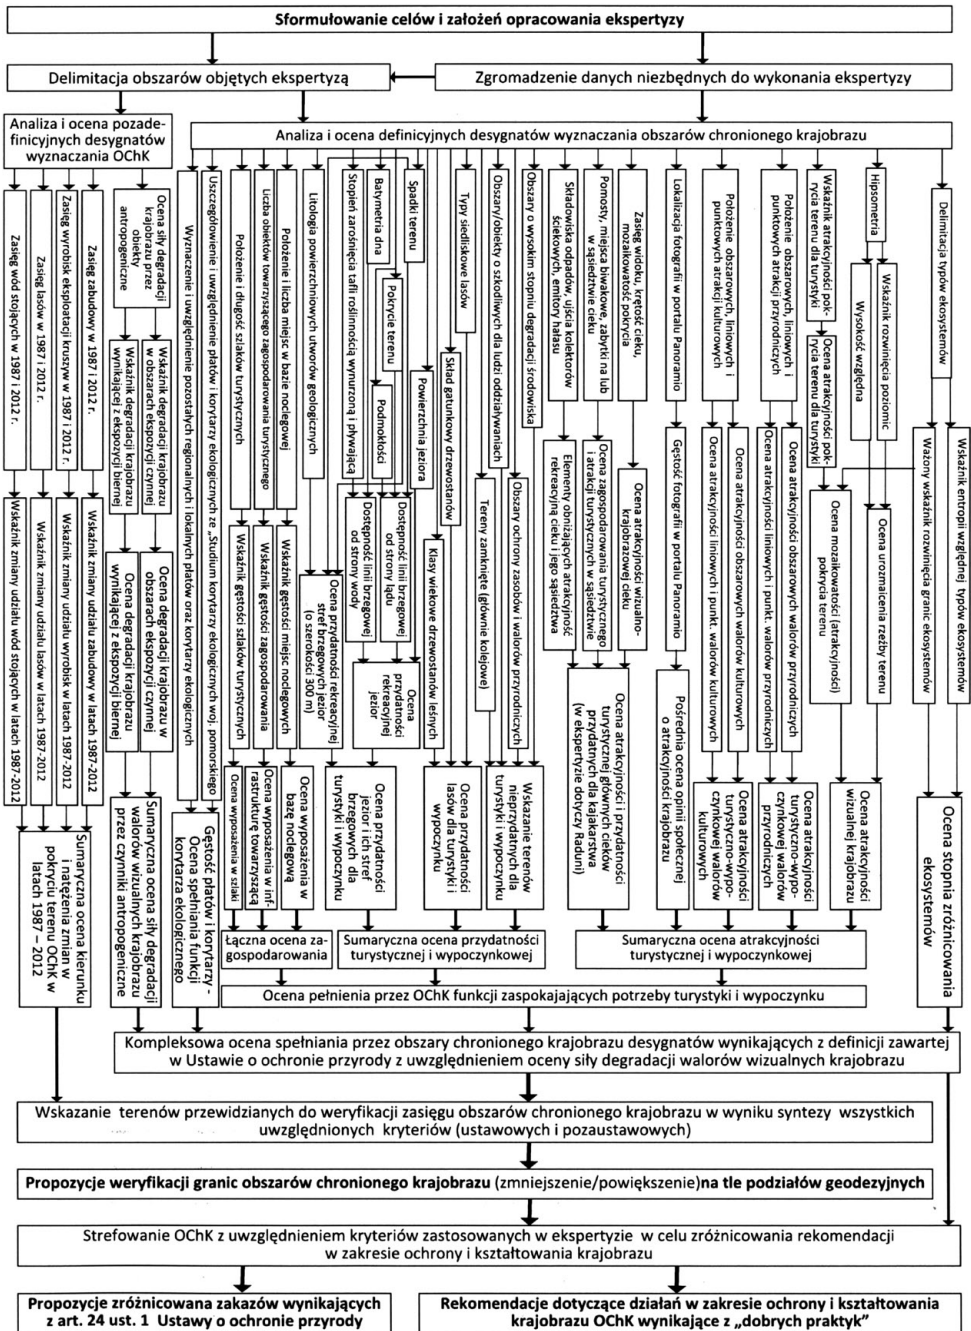 Sformułowanie celów i założeń opracowania ekspertyzy
Delimitacja obszarów objętych ekspertyzą
Zgromadzenie danych niezbędnych do wykonania ekspertyzy
Analiza i ocena pozade-
finicyjnych desygnatów
wyznaczania OChK
Analiza i ocena definicyjnych desygnatów wyznaczania obszarów chronionego krajobrazu
Zasięg wód stojących w 1987 i 2012 r.
Zasięg lasów w 1987 i 2012 r.
Zasięg wyrobisk eksploatacji kruszyw w 1987 i 2012 r.
Zasięg zabudowy w 1987 i 2012 r.
Ocena siły degradacji
krajobrazu przez
obiekty
antropogeniczne
Wskaźnik degradacji krajobrazu
wynikającej z ekspozycji biernej
Wskaźnik degradacji krajobrazu
w obszarach ekspozycji czynnej
Wyznaczenie i uwzględnienie pozostałych regionalnych i lokalnych płatów oraz korytarzy ekologicznych
Uszczegółowienie i uwzględnienie płatów i korytarzy ekologicznych ze „Studium korytarzy ekologicznych woj. pomorskiego
Położenie i długość szlaków turystycznych
Liczba obiektów towarzyszącego zagospodarowania turystycznego
Położenie i liczba miejsc w bazie noclegowej
Litologia powierzchniowych utworów geologicznych
Stopień zarośnięcia tafli roślinnością wynurzoną i pływającą
Batymetria dna
Pokrycie terenu
Spadki terenu
Podmokłości
Powierzchnia jeziora
Typy siedliskowe lasów
Skład gatunkowy drzewostanów
Klasy wiekowe drzewostanów leśnych
Obszary/obiekty o szkodliwych dla ludzi oddziaływaniach
Tereny zamknięte (głównie kolejowe)
Obszary o wysokim stopniu degradacji środowiska
Obszary ochrony zasobów i walorów przyrodniczych
Składowiska odpadów, ujścia kolektorów
ściekowych, emitory hałasu
Pomosty, miejsca biwakowe, zabytki na lub
w sąsiedztwie cieku
Zasięg widoku, krętość cieku,
mozaikowatość pokrycia
Lokalizacja fotografii w portalu Panoramio
Położenie obszarowych, liniowych i
punktowych atrakcji kulturowych
Położenie obszarowych, liniowych i
punktowych atrakcji przyrodniczych
Wskaźnik atrakcyjności pok-
rycia terenu dla turystyki
Ocena atrakcyjności pok-
rycia terenu dla turystyki
Hipsometria
Wysokość względna
Wskaźnik rozwinięcia poziomic
Delimitacja typów ekosystemów
Wskaźnik zmiany udziału wód stojących w latach 1987-2012
Wskaźnik zmiany udziału lasów w latach 1987-2012
Wskaźnik zmiany udziału wyrobisk w latach 1987-2012
Wskaźnik zmiany udziału zabudowy w latach 1987-2012
Ocena degradacji krajobrazu
wynikającej z ekspozycji biernej
Ocena degradacji krajobrazu w
obszarach ekspozycji czynnej
Wskaźnik gęstości szlaków turystycznych
Wskaźnik gęstości zagospodarowania
Wskaźnik gęstości miejsc noclegowych
Ocena przydatności rekreacyjnej
stref brzegowych jezior
(o szerokości 300 m)
Dostępność linii brzegowej
od strony wody
Dostępność linii brzegowej
od strony lądu
Ocena
przydatności
rekreacyjnej
jezior
Elementy obniżających atrakcyjność
rekreacyjną cieku i jego sąsiedztwa
Ocena zagospodarowania turystycznego
i atrakcji turystycznych w sąsiedztwie
Ocena atrakcyjności wizualno-
krajobrazowej cieku
Gęstość fotografii w portalu Panoramio
Ocena atrakcyjności liniowych i punkt. walorów kulturowych
Ocena atrakcyjności obszarowych walorów kulturowych
Ocena atrakcyjności liniowych i punkt. walorów przyrodniczych
Ocena atrakcyjności obszarowych walorów przyrodniczych
Ocena mozaikowatości (atrakcyjności)
pokrycia terenu
Ocena urozmaicenia rzeźby terenu
Ważony wskaźnik rozwinięcia granic ekosystemów
Wskaźnik entropii względnej typów ekosystemów
Sumaryczna ocena kierunku
i natężenia zmian w
pokryciu terenu OChK w
latach 1987 – 2012
Sumaryczna ocena siły degradacji
walorów wizualnych krajobrazu
przez czynniki antropogeniczne
Gęstość płatów i korytarzy -
Ocena spełniania funkcji
korytarza ekologicznego
Ocena wyposażenia w szlaki
Ocena wyposażenia w inf-
rastrukturę towarzyszącą
Ocena wyposażenia w
bazę noclegową
Ocena przydatności
jezior i ich stref
brzegowych dla
turystyki i wypoczynku
Ocena przydatności
lasów dla turystyki i
wypoczynku
Wskazanie terenów
nieprzydatnych dla
turystyki i wypoczynku
Ocena atrakcyjności i przydatności
turystycznej głównych cieków
przydatnych dla kajakarstwa
(w ekspertyzie dotyczy Raduni)
Pośrednia ocena opinii społecznej
o atrakcyjności krajobrazu
Ocena atrakcyjności
turystyczno-wypo-
czynkowej walorów
kulturowych
Ocena atrakcyjności
turystyczno-wypo-
czynkowej walorów
przyrodniczych
Ocena atrakcyjności
wizualnej krajobrazu
Ocena stopnia zróżnicowania
ekosystemów
Łączna ocena za-
gospodarowania
Sumaryczna ocena przydatności
turystycznej i wypoczynkowej
Sumaryczna ocena atrakcyjności
turystycznej i wypoczynkowej
Ocena pełnienia przez OChK funkcji zaspokajających potrzeby turystyki i wypoczynku
Kompleksowa ocena spełniania przez obszary chronionego krajobrazu desygnatów wynikających z definicji zawartej
w Ustawie o ochronie przyrody z uwzględnieniem oceny siły degradacji walorów wizualnych krajobrazu
Wskazanie terenów przewidzianych do weryfikacji zasięgu obszarów chronionego krajobrazu w wyniku syntezy wszystkich
uwzględnionych kryteriów (ustawowych i pozaustawowych)
Propozycje weryfikacji granic obszarów chronionego krajobrazu (zmniejszenie/powiększenie)na tle podziałów geodezyjnych
Strefowanie OChK z uwzględnieniem kryteriów zastosowanych w ekspertyzie w celu zróżnicowania rekomendacji
w zakresie ochrony i kształtowania krajobrazu
Propozycje zróżnicowana zakazów wynikających
z art. 24 ust. 1 Ustawy o ochronie przyrody
Rekomendacje dotyczące działań w zakresie ochrony i kształtowania
krajobrazu OChK wynikające z „dobrych praktyk”